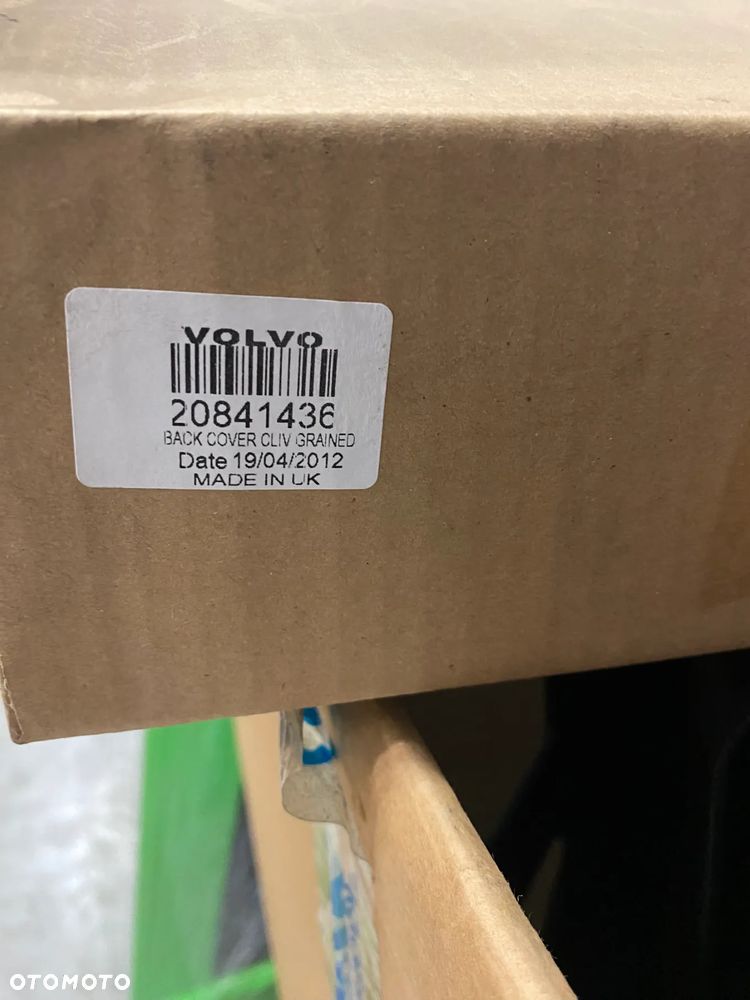 VOLVO
20841436
BACK COVER CLIV GRAINED
Date 19/04/2012
MADE IN UK
OTOMOTO